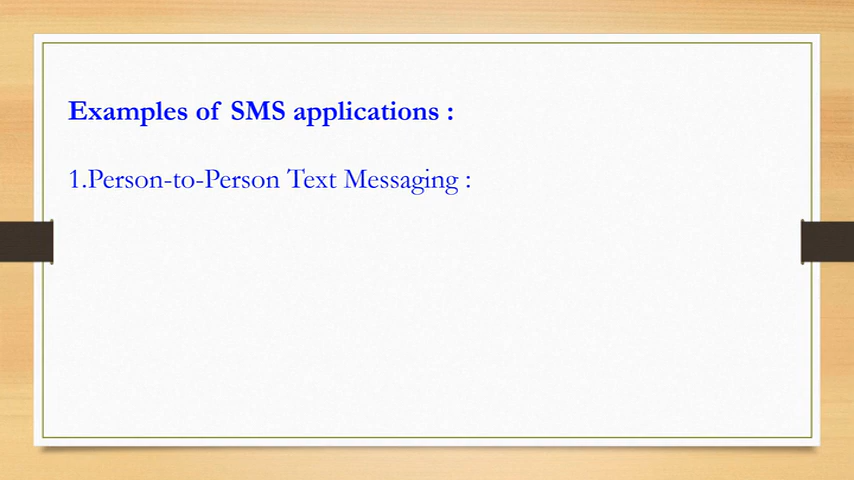 Examples of SMS applications :
1.Person-to-Person Text Messaging :